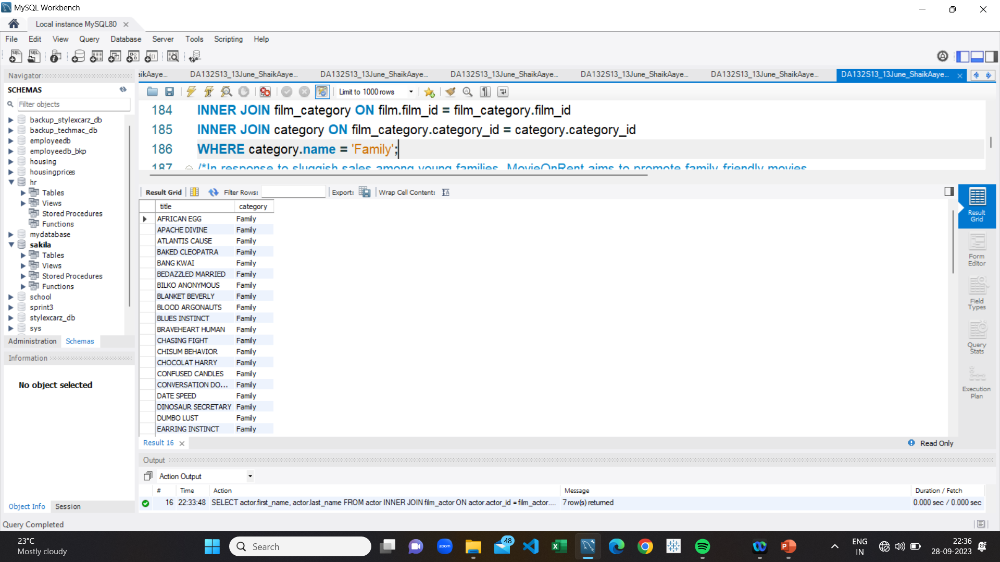 MySQL Workbench
Local instance MySQL80
File Edit View Query Database Server Tools Scripting Help
Navigator
SCHEMAS
Filter objects
backup_stylexcarz_db
backup_techmac_db
employeedb
employeedb_bkp
housing
housingprices
hr
Tables
Views
Stored Procedures
Functions
mydatabase
sakila
Tables
Views
Stored Procedures
Functions
school
sprint3
stylexcarz_db
sys
Administration Schemas
Information
No object selected
Object Info Session
aikAaye... DA132S13_13June_ShaikAaye... DA132S13_13June_ShaikAaye... DA132S13_13June_ShaikAaye... DA132S13_13June_ShaikAaye... DA132S13_13June_ShaikAaye... DA132S13_13June_ShaikAaye...
Limit to 1000 rows
184 INNER JOIN film_category ON film.film_id = film_category.film_id
185 INNER JOIN category ON film_category.category_id = category.category_id
186 WHERE category.name = 'Family';
187 /*In response to sluggish sales among young families, MovieOnRent aims to promote family friendly movies
Result Grid Filter Rows: Export: Wrap Cell Content:
title category
AFRICAN EGG Family
APACHE DIVINE Family
ATLANTIS CAUSE Family
BAKED CLEOPATRA Family
BANG KWAI Family
BEDAZZLED MARRIED Family
BILKO ANONYMOUS Family
BLANKET BEVERLY Family
BLOOD ARGONAUTS Family
BLUES INSTINCT Family
BRAVEHEART HUMAN Family
CHASING FIGHT Family
CHISUM BEHAVIOR Family
CHOCOLAT HARRY Family
CONFUSED CANDLES Family
CONVERSATION DO... Family
DATE SPEED Family
DINOSAUR SECRETARY Family
DUMBO LUST Family
EARRING INSTINCT Family
Result Grid
Form Editor
Field Types
Query Stats
Execution Plan
Result 16
Read Only
Output
Action Output
# Time Action Message Duration / Fetch
16 22:33:48 SELECT actor.first_name, actor.last_name FROM actor INNER JOIN film_actor ON actor.actor_id = film_actor.... 7 row(s) returned 0.000 sec / 0.000 sec
Query Completed
23°C
Mostly cloudy
Search
zoom
48
ENG
IN
22:36
28-09-2023